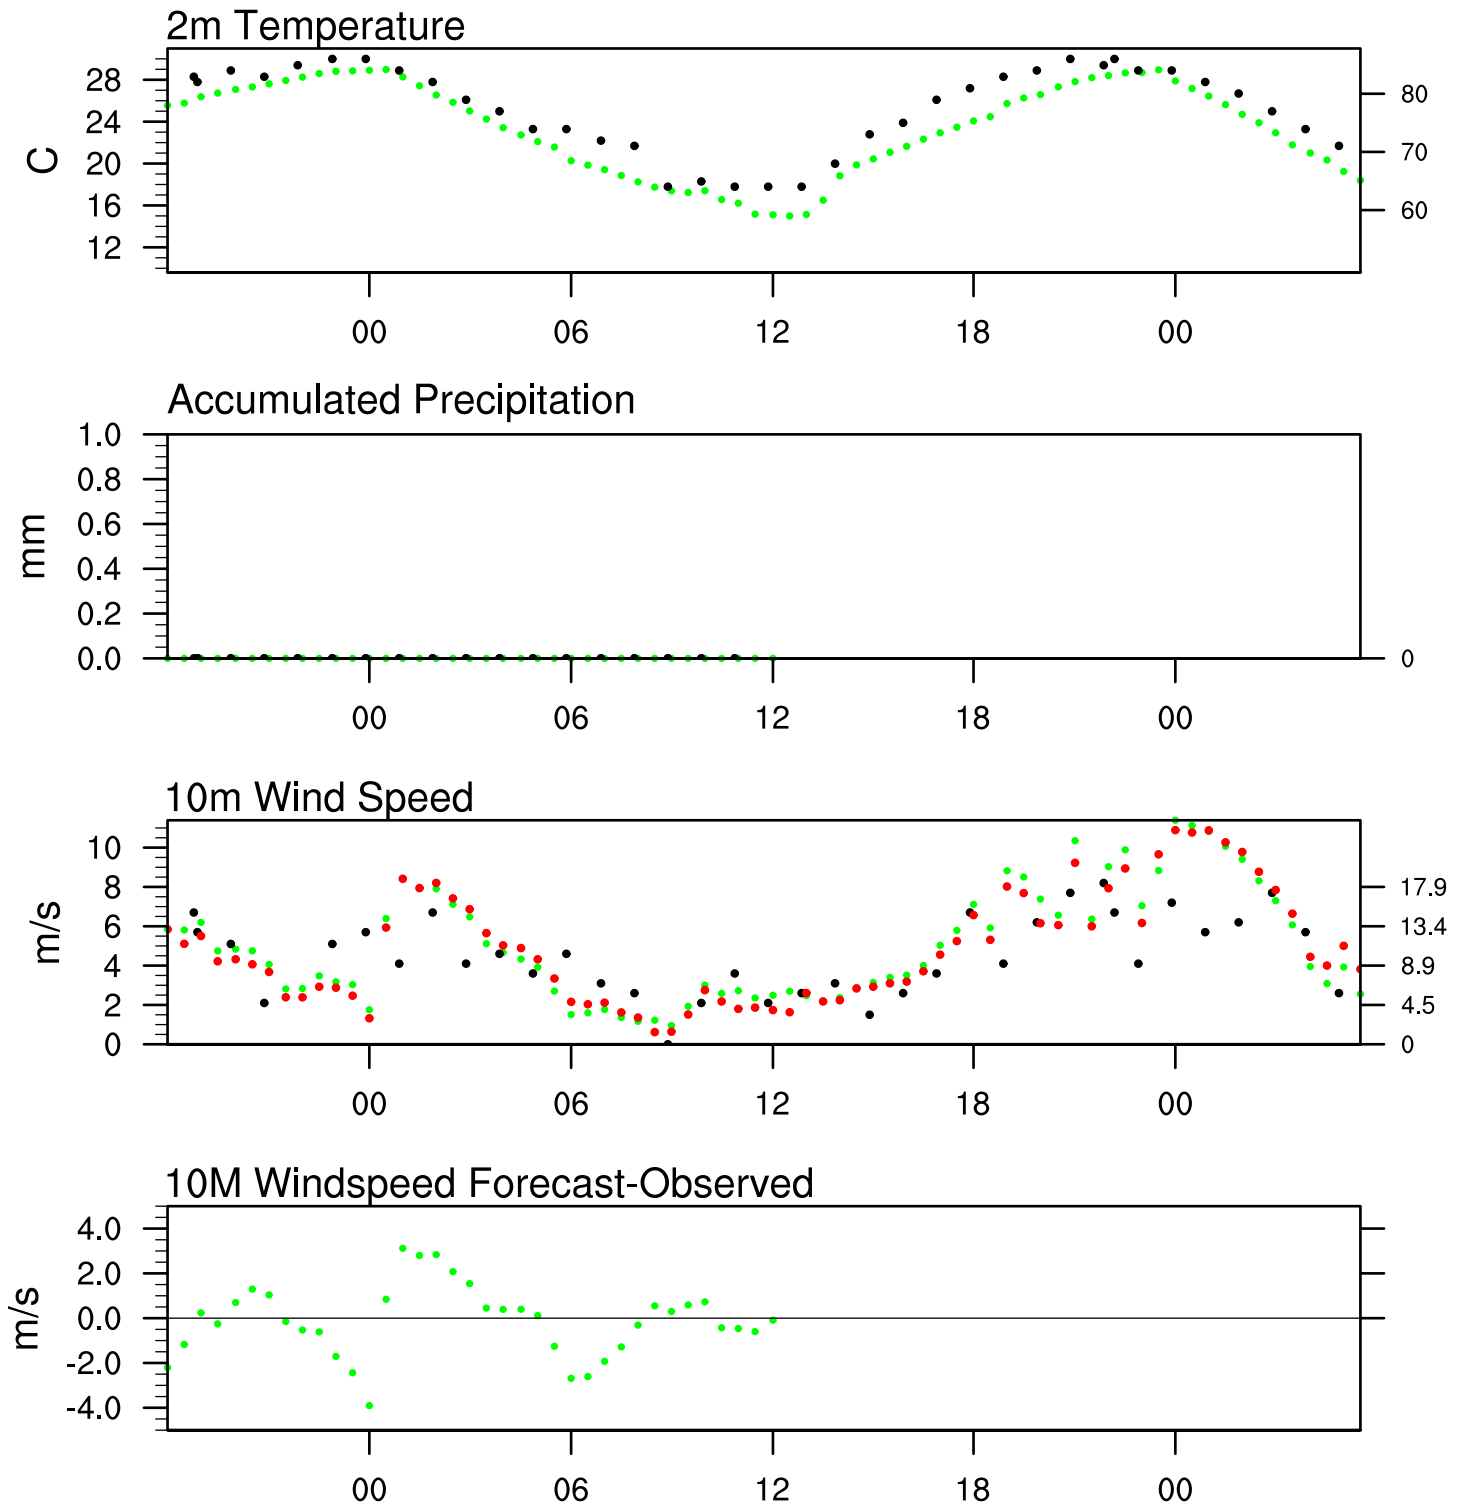 2m Temperature
28
24
20
16
12
C
80
70
60
00 06 12 18 00
Accumulated Precipitation
1.0
0.8
0.6
0.4
0.2
0.0
mm
0
00 06 12 18 00
10m Wind Speed
10
8
6
4
2
0
m/s
17.9
13.4
8.9
4.5
0
00 06 12 18 00
10M Windspeed Forecast-Observed
4.0
2.0
0.0
-2.0
-4.0
m/s
00 06 12 18 00